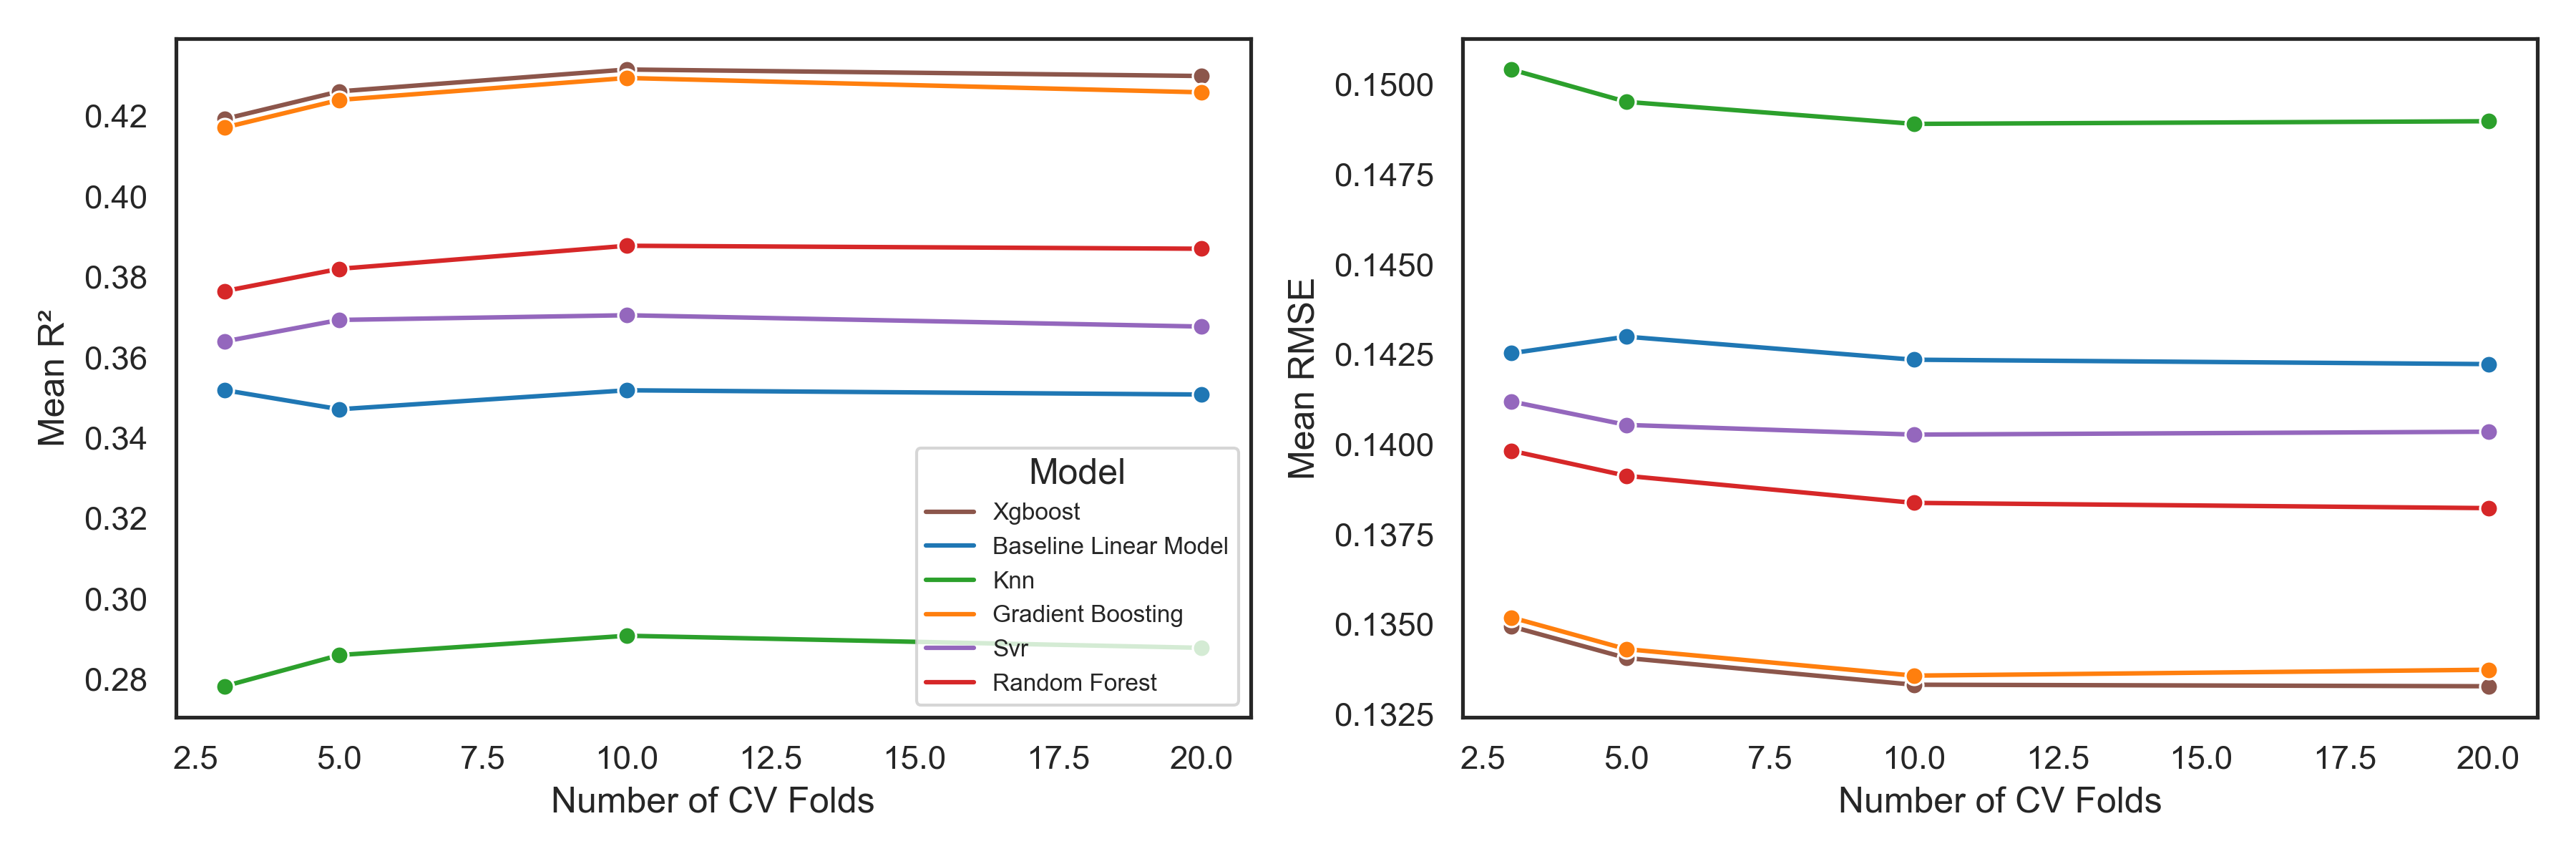 0.42
0.40
0.38
0.36
0.34
0.32
0.30
0.28
Mean R²
2.5 5.0 7.5 10.0 12.5 15.0 17.5 20.0
Number of CV Folds
Model
Xgboost
Baseline Linear Model
Knn
Gradient Boosting
Svr
Random Forest
0.1500
0.1475
0.1450
0.1425
0.1400
0.1375
0.1350
0.1325
Mean RMSE
2.5 5.0 7.5 10.0 12.5 15.0 17.5 20.0
Number of CV Folds